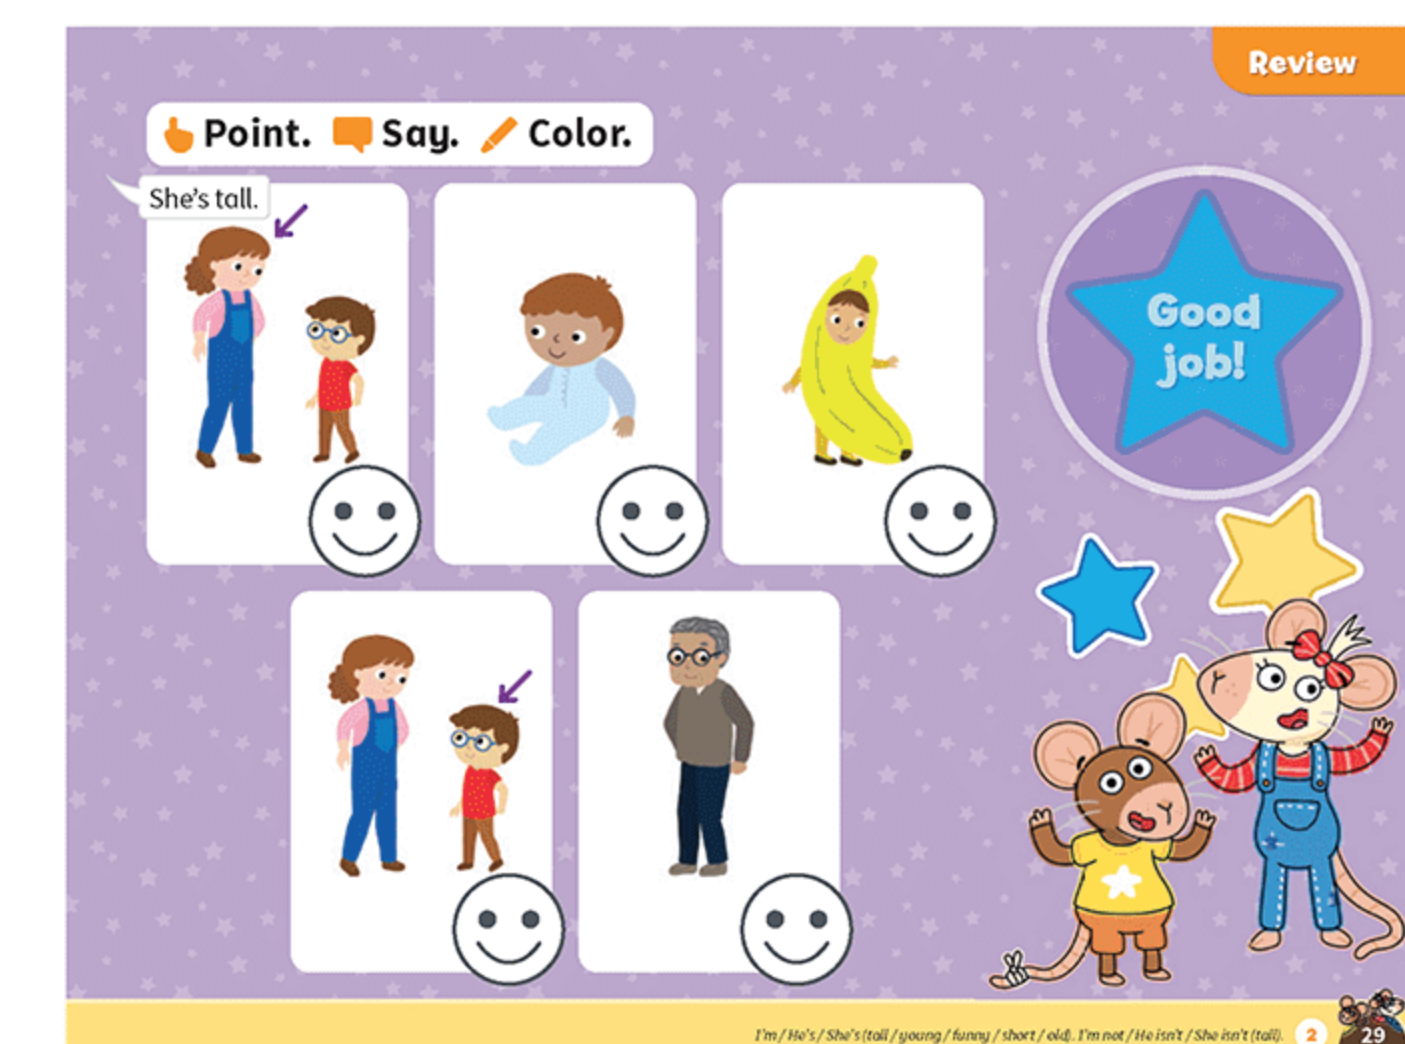 Review
Point. Say. Color.
She's tall.
Good
job!
I'm / He's / She's (tall / young / funny / short / old). I'm not / He isn't / She isn't (tall).
2
29